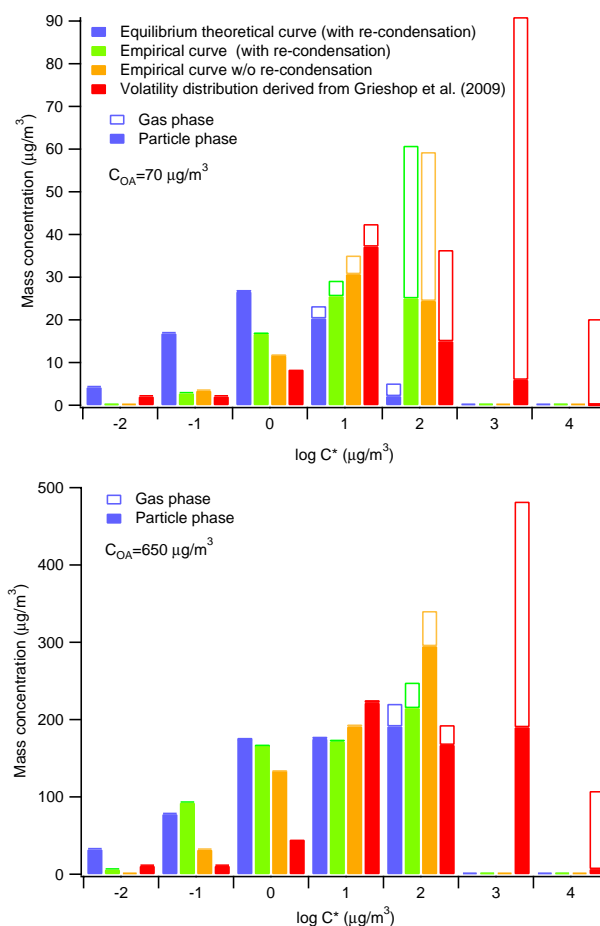 90
80
70
60
50
40
30
20
10
0
Mass concentration (μg/m³)
Equilibrium theoretical curve (with re-condensation)
Empirical curve (with re-condensation)
Empirical curve w/o re-condensation
Volatility distribution derived from Grieshop et al. (2009)
Gas phase
Particle phase
C_OA=70 μg/m³
-2 -1 0 1 2 3 4
log C* (μg/m³)
500
400
300
200
100
0
Mass concentration (μg/m³)
Gas phase
Particle phase
C_OA=650 μg/m³
-2 -1 0 1 2 3 4
log C* (μg/m³)